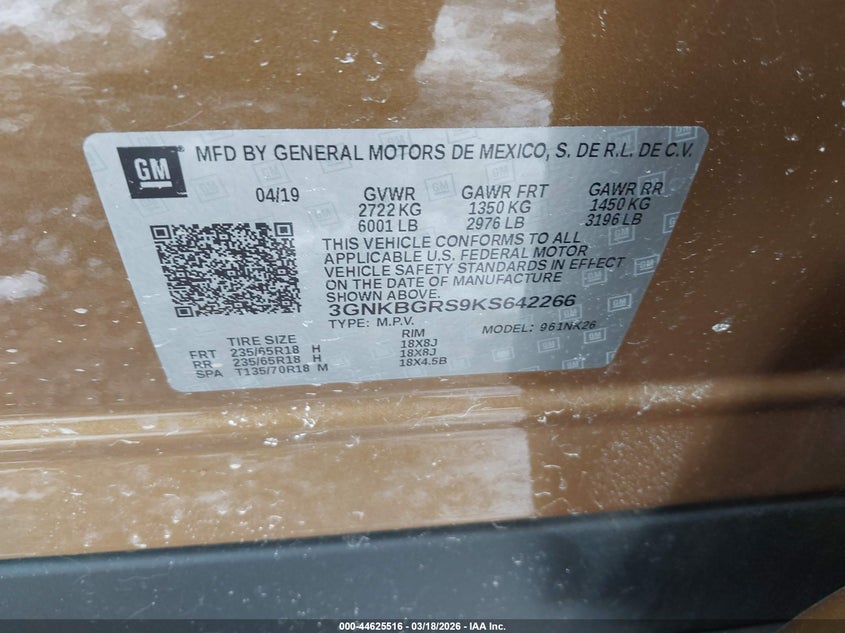 GM
MFD BY GENERAL MOTORS DE MEXICO, S. DE R.L. DE C.V.
04/19 GVWR GAWR FRT GAWR RR
2722 KG 1350 KG 1450 KG
6001 LB 2976 LB 3196 LB
THIS VEHICLE CONFORMS TO ALL
APPLICABLE U.S. FEDERAL MOTOR
VEHICLE SAFETY STANDARDS IN EFFECT
ON THE DATE OF MANUFACTURE
SHOWN ABOVE.
3GNKBGRS9KS642266
TYPE: M.P.V. MODEL: 961NK26
TIRE SIZE RIM
FRT 235/65R18 H 18X8J
RR 235/65R18 H 18X8J
SPA T135/70R18 M 18X4.5B
000-44625516 - 03/18/2026 - IAA Inc.